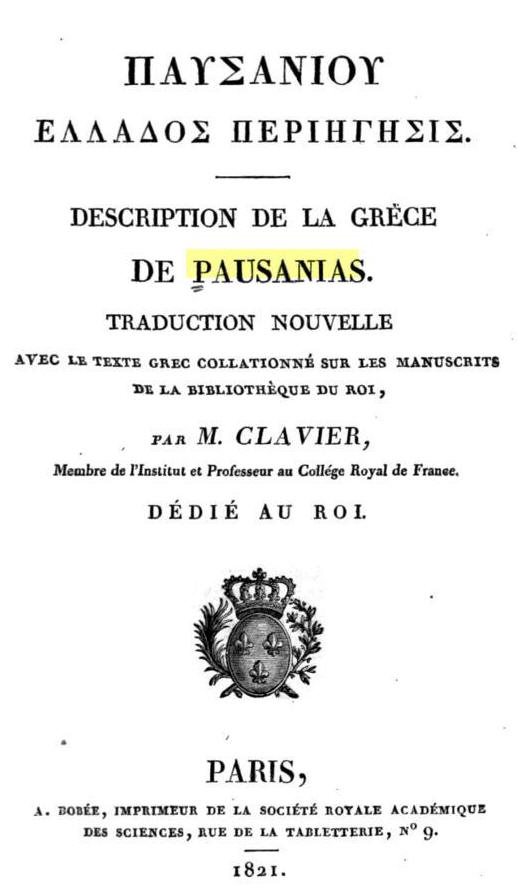 ΠΑΥΣΑΝΙΟΥ
ΕΛΛΑΔΟΣ ΠΕΡΙΗΓΗΣΙΣ.
DESCRIPTION DE LA GRÈCE
DE PAUSANIAS.
TRADUCTION NOUVELLE
AVEC LE TEXTE GREC COLLATIONNÉ SUR LES MANUSCRITS
DE LA BIBLIOTHÈQUE DU ROI,
PAR M. CLAVIER,
Membre de l'Institut et Professeur au Collége Royal de France.
DÉDIÉ AU ROI.
PARIS,
A. BOBÉE, IMPRIMEUR DE LA SOCIÉTÉ ROYALE ACADÉMIQUE
DES SCIENCES, RUE DE LA TABLETTERIE, Nº 9.
1821.